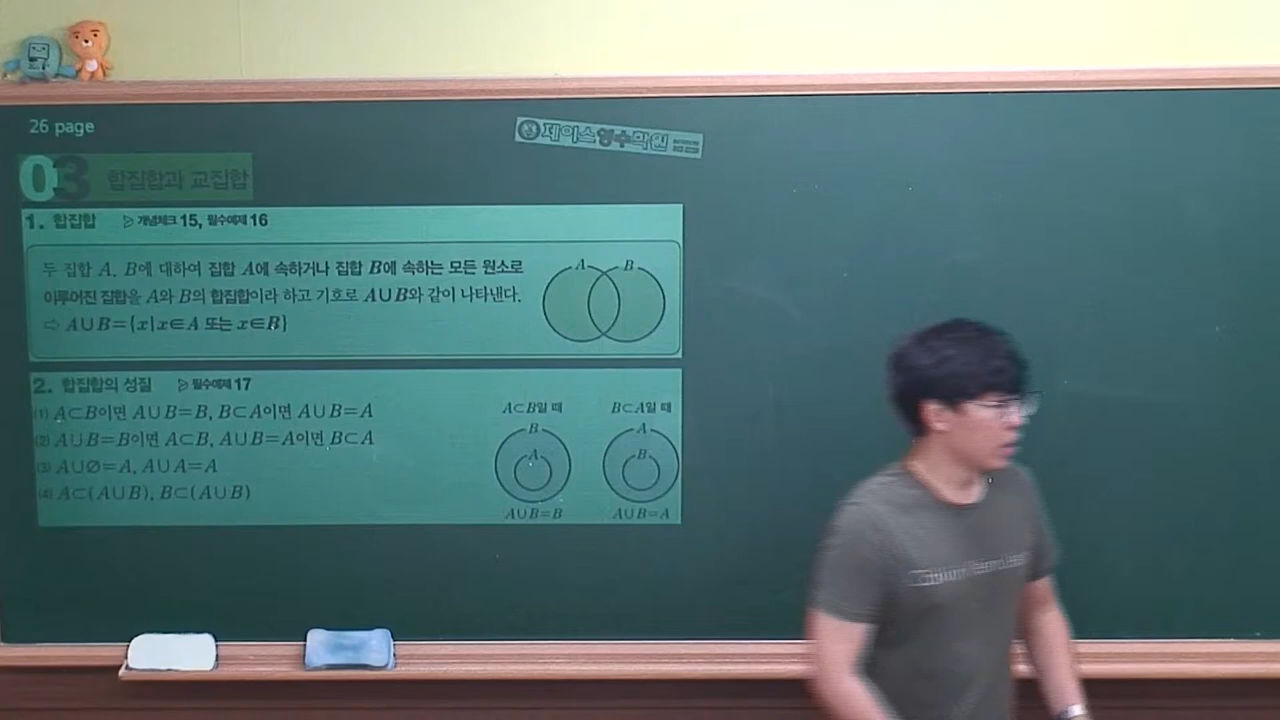 26 page
제이스영수학원
03 합집합과 교집합
1. 합집합 ▷ 개념체크 15, 필수예제 16
두 집합 A, B에 대하여 집합 A에 속하거나 집합 B에 속하는 모든 원소로
이루어진 집합을 A와 B의 합집합이라 하고 기호로 A∪B와 같이 나타낸다.
⇨ A∪B={x|x∈A 또는 x∈B}
A B
2. 합집합의 성질 ▷ 필수예제 17
(1) A⊂B이면 A∪B=B, B⊂A이면 A∪B=A
(2) A∪B=B이면 A⊂B, A∪B=A이면 B⊂A
(3) A∪∅=A, A∪A=A
(4) A⊂(A∪B), B⊂(A∪B)
A⊂B일 때
B
A
A∪B=B
B⊂A일 때
A
B
A∪B=A